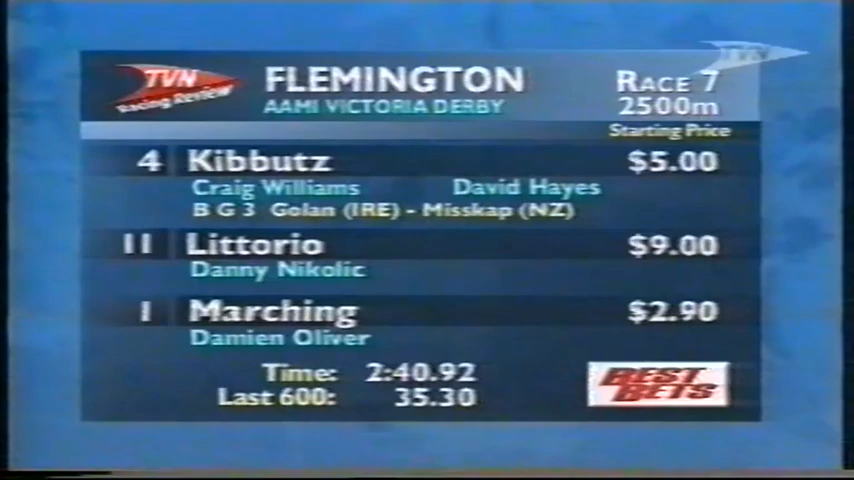 TVN
TVN Racing Review
FLEMINGTON
AAMI VICTORIA DERBY
RACE 7
2500m
Starting Price
4 Kibbutz $5.00
Craig Williams David Hayes
B G 3 Golan (IRE) - Misskap (NZ)
11 Littorio $9.00
Danny Nikolic
1 Marching $2.90
Damien Oliver
Time: 2:40.92
Last 600: 35.30
BEST BETS